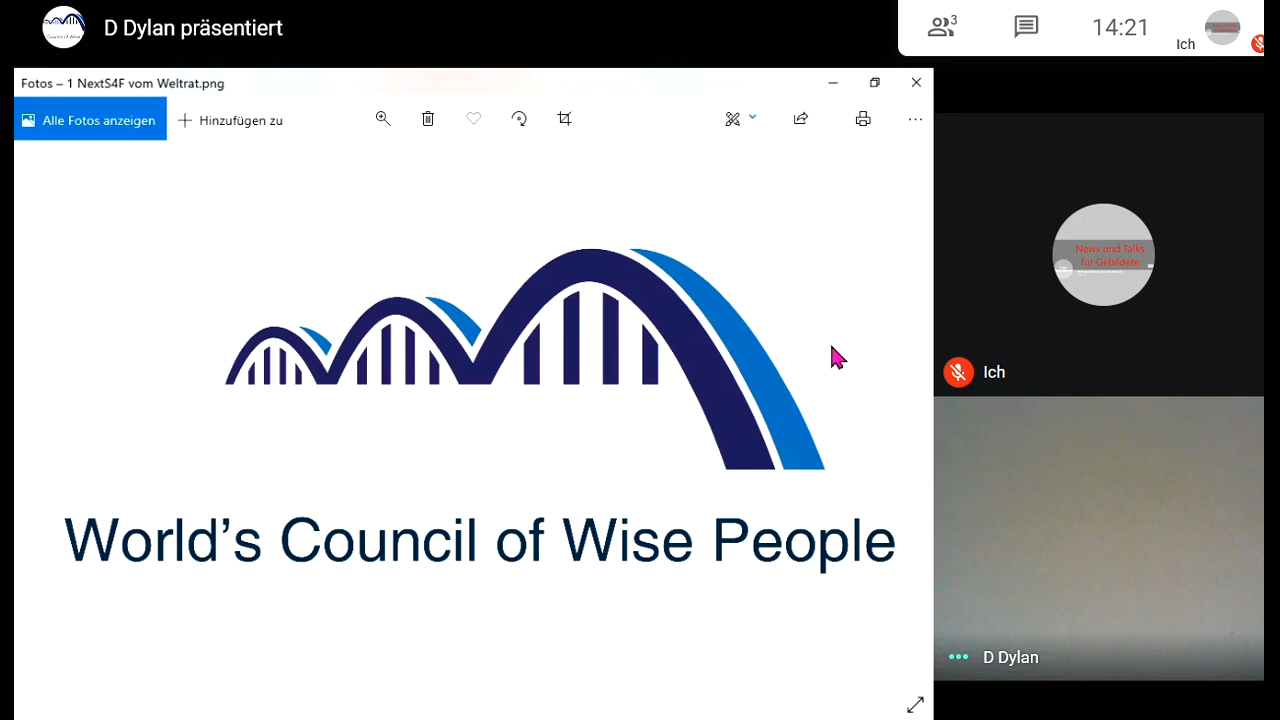 D Dylan präsentiert
3
14:21
Ich
Fotos – 1 NextS4F vom Weltrat.png
Alle Fotos anzeigen
Hinzufügen zu
World's Council of Wise People
News und Talks
für Gebildete
Ich
D Dylan